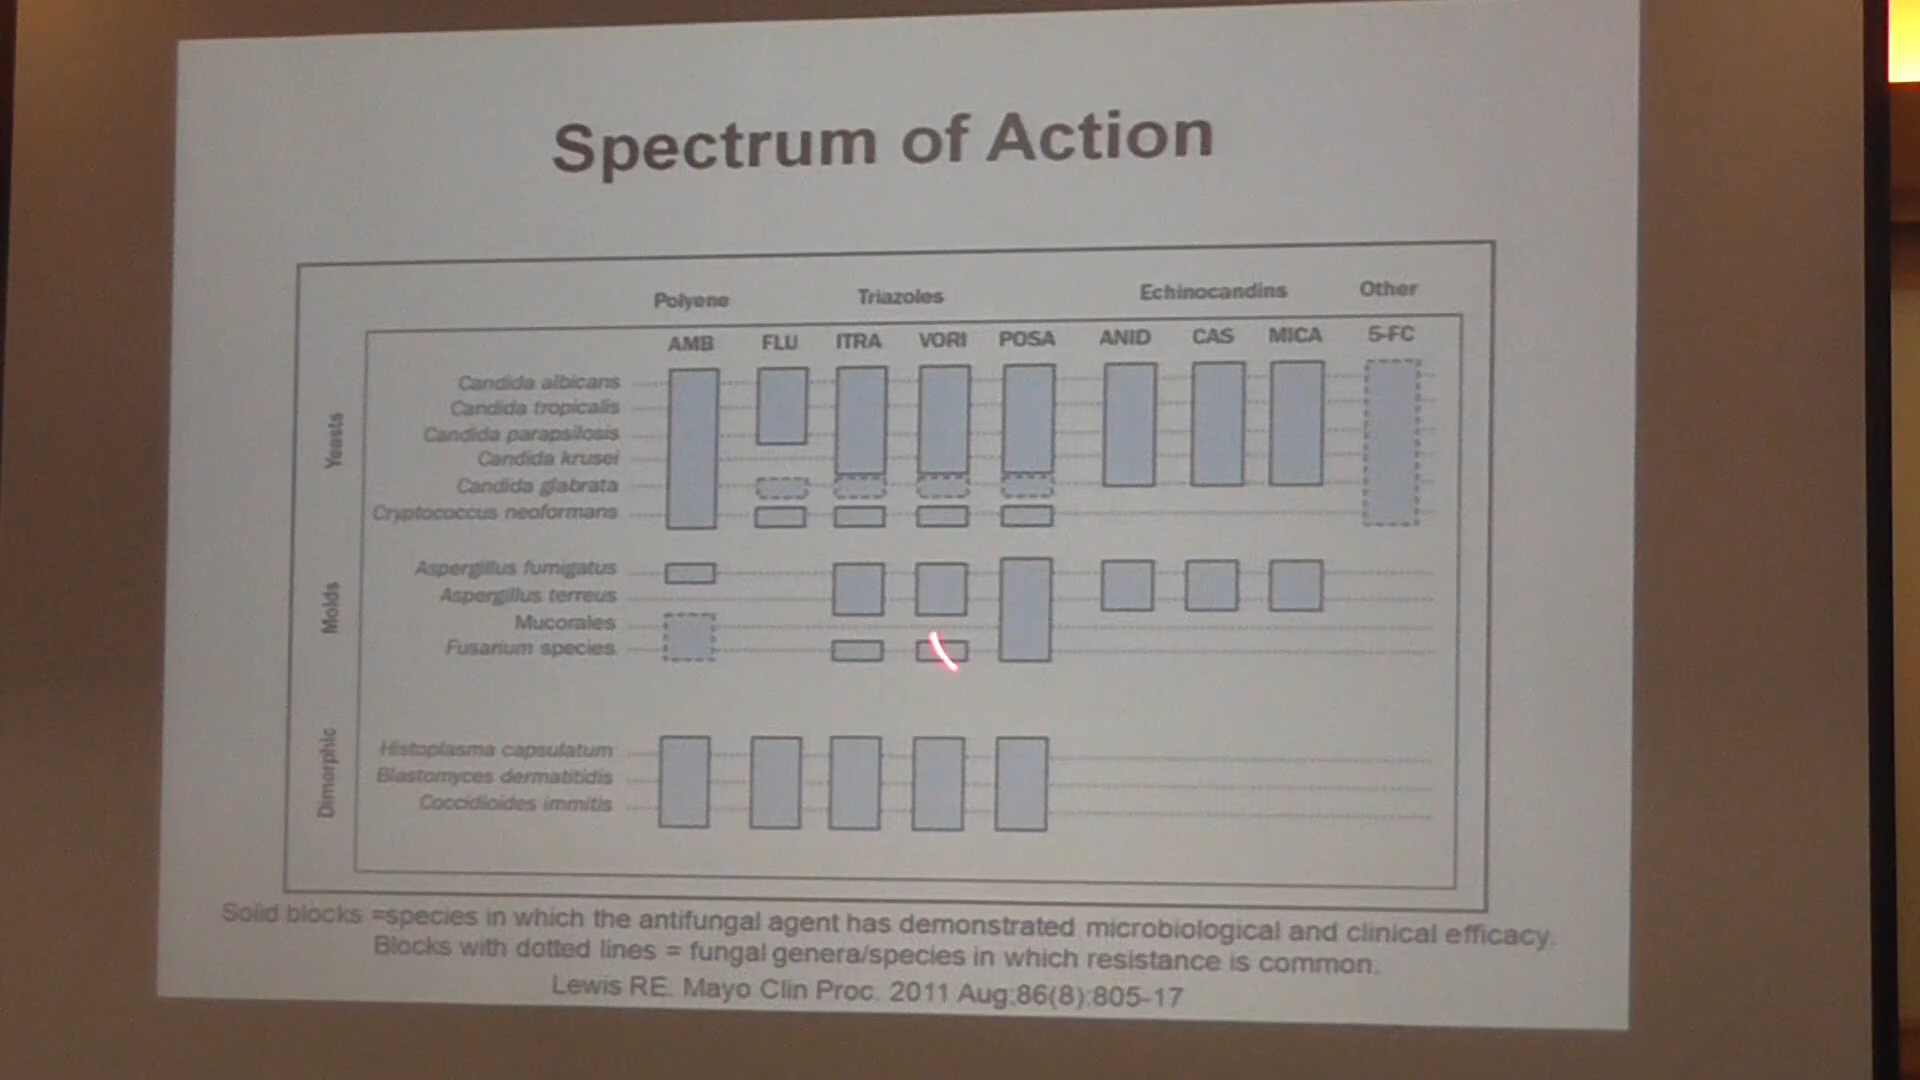 Spectrum of Action
Polyene Triazoles Echinocandins Other
AMB FLU ITRA VORI POSA ANID CAS MICA 5-FC
Yeasts
Candida albicans
Candida tropicalis
Candida parapsilosis
Candida krusei
Candida glabrata
Cryptococcus neoformans
Molds
Aspergillus fumigatus
Aspergillus terreus
Mucorales
Fusarium species
Dimorphic
Histoplasma capsulatum
Blastomyces dermatitidis
Coccidioides immitis
Solid blocks =species in which the antifungal agent has demonstrated microbiological and clinical efficacy.
Blocks with dotted lines = fungal genera/species in which resistance is common.
Lewis RE. Mayo Clin Proc. 2011 Aug;86(8):805-17